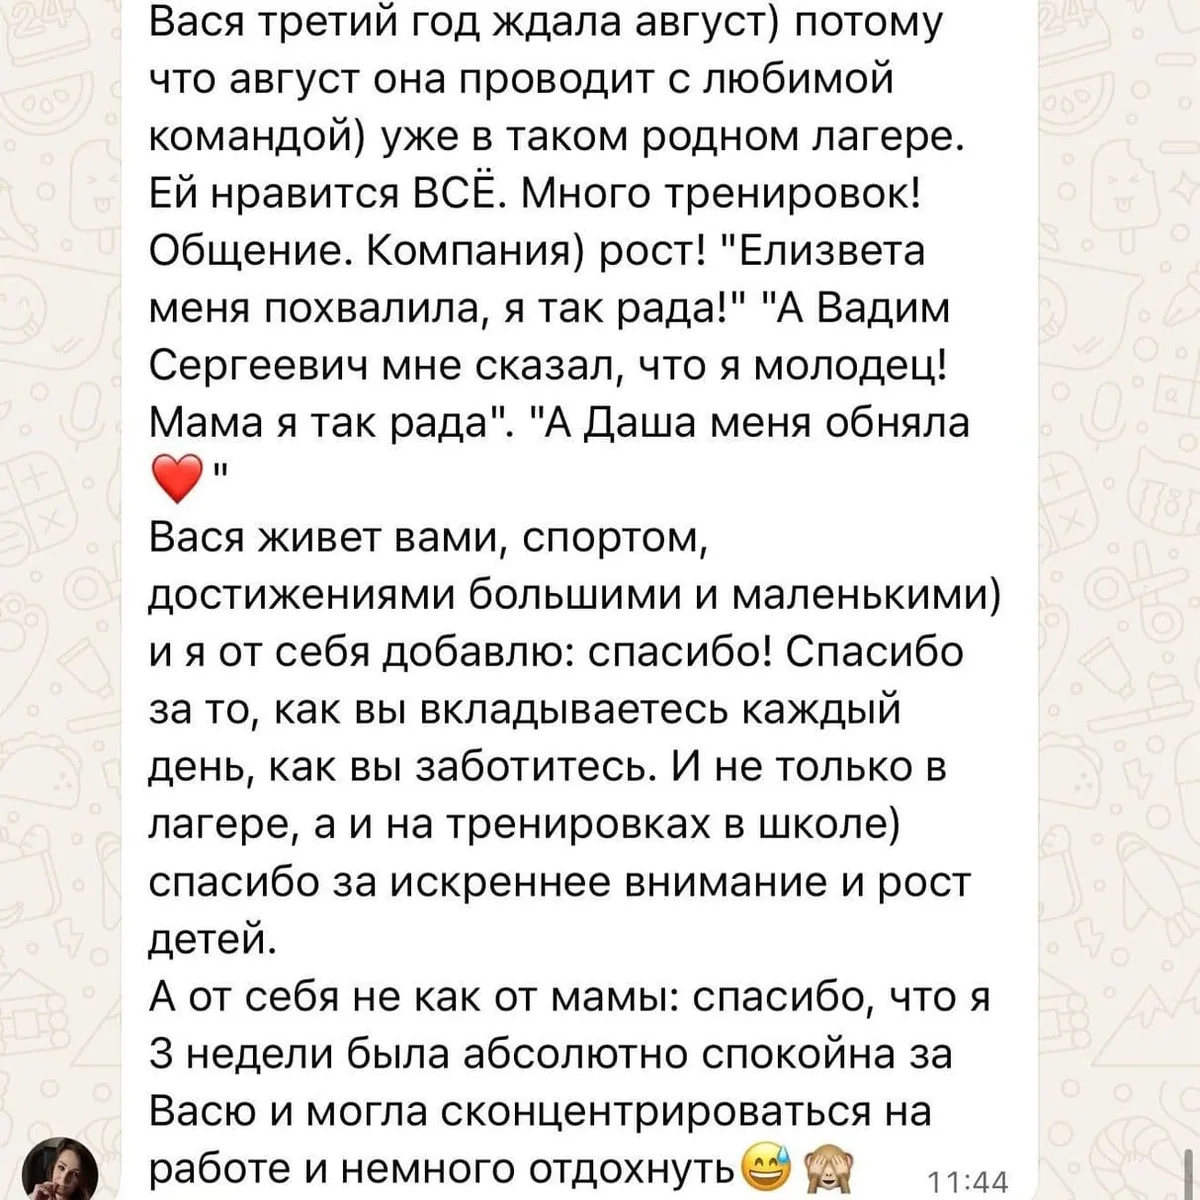 Вася третий год ждала август) потому
что август она проводит с любимой
командой) уже в таком родном лагере.
Ей нравится ВСЁ. Много тренировок!
Общение. Компания) рост! "Елизвета
меня похвалила, я так рада!" "А Вадим
Сергеевич мне сказал, что я молодец!
Мама я так рада". "А Даша меня обняла
❤️"
Вася живет вами, спортом,
достижениями большими и маленькими)
и я от себя добавлю: спасибо! Спасибо
за то, как вы вкладываетесь каждый
день, как вы заботитесь. И не только в
лагере, а и на тренировках в школе)
спасибо за искреннее внимание и рост
детей.
А от себя не как от мамы: спасибо, что я
3 недели была абсолютно спокойна за
Васю и могла сконцентрироваться на
работе и немного отдохнуть😅🙈
11:44